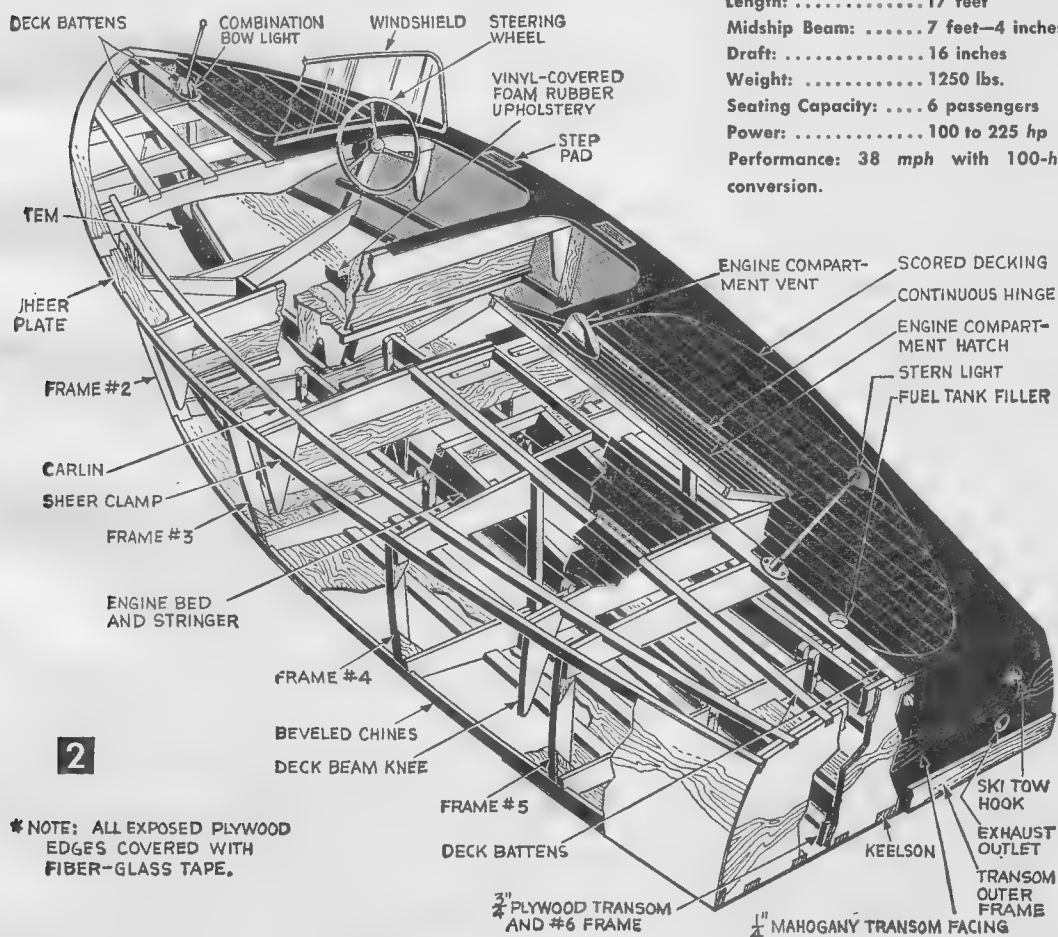 Length: ............. 17 feet
Midship Beam: ...... 7 feet—4 inches
Draft: ............. 16 inches
Weight: ............ 1250 lbs.
Seating Capacity: .... 6 passengers
Power: ............. 100 to 225 hp
Performance: 38 mph with 100-h
conversion.
DECK BATTENS
COMBINATION
BOW LIGHT
WINDSHIELD
STEERING
WHEEL
VINYL-COVERED
FOAM RUBBER
UPHOLSTERY
STEP
PAD
TEM
HEER
PLATE
FRAME #2
CARLIN
SHEER CLAMP
FRAME #3
ENGINE BED
AND STRINGER
FRAME #4
BEVELED CHINES
DECK BEAM KNEE
FRAME #5
DECK BATTENS
3/4" PLYWOOD TRANSOM
AND #6 FRAME
ENGINE COMPART-
MENT VENT
SCORED DECKING
CONTINUOUS HINGE
ENGINE COMPART-
MENT HATCH
STERN LIGHT
FUEL TANK FILLER
SKI TOW
HOOK
EXHAUST
OUTLET
TRANSOM
OUTER
FRAME
KEELSON
1/4" MAHOGANY TRANSOM FACING
2
* NOTE: ALL EXPOSED PLYWOOD
EDGES COVERED WITH
FIBER-GLASS TAPE.